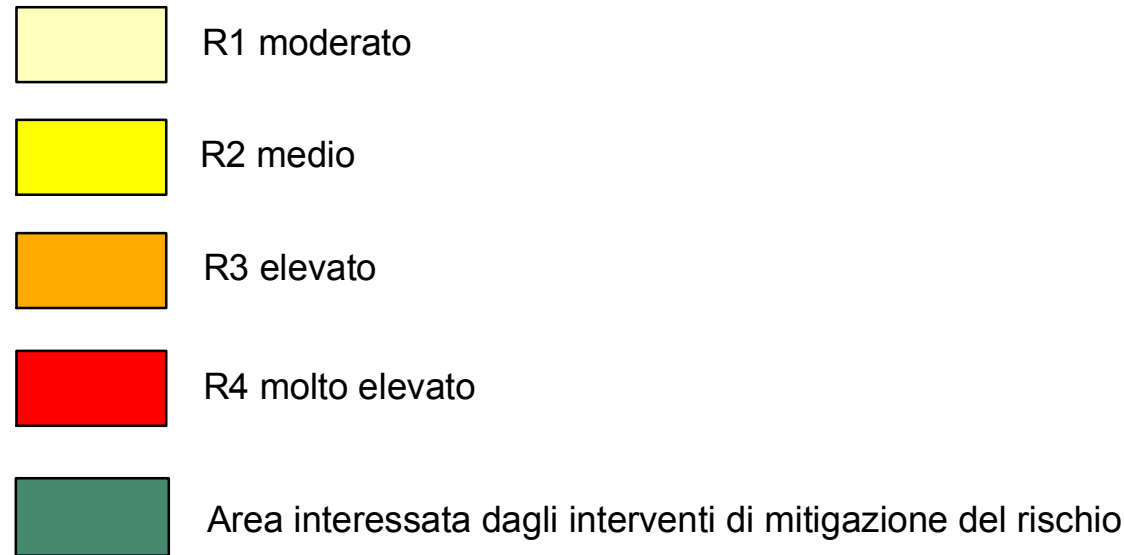 R1 moderato
R2 medio
R3 elevato
R4 molto elevato
Area interessata dagli interventi di mitigazione del rischio